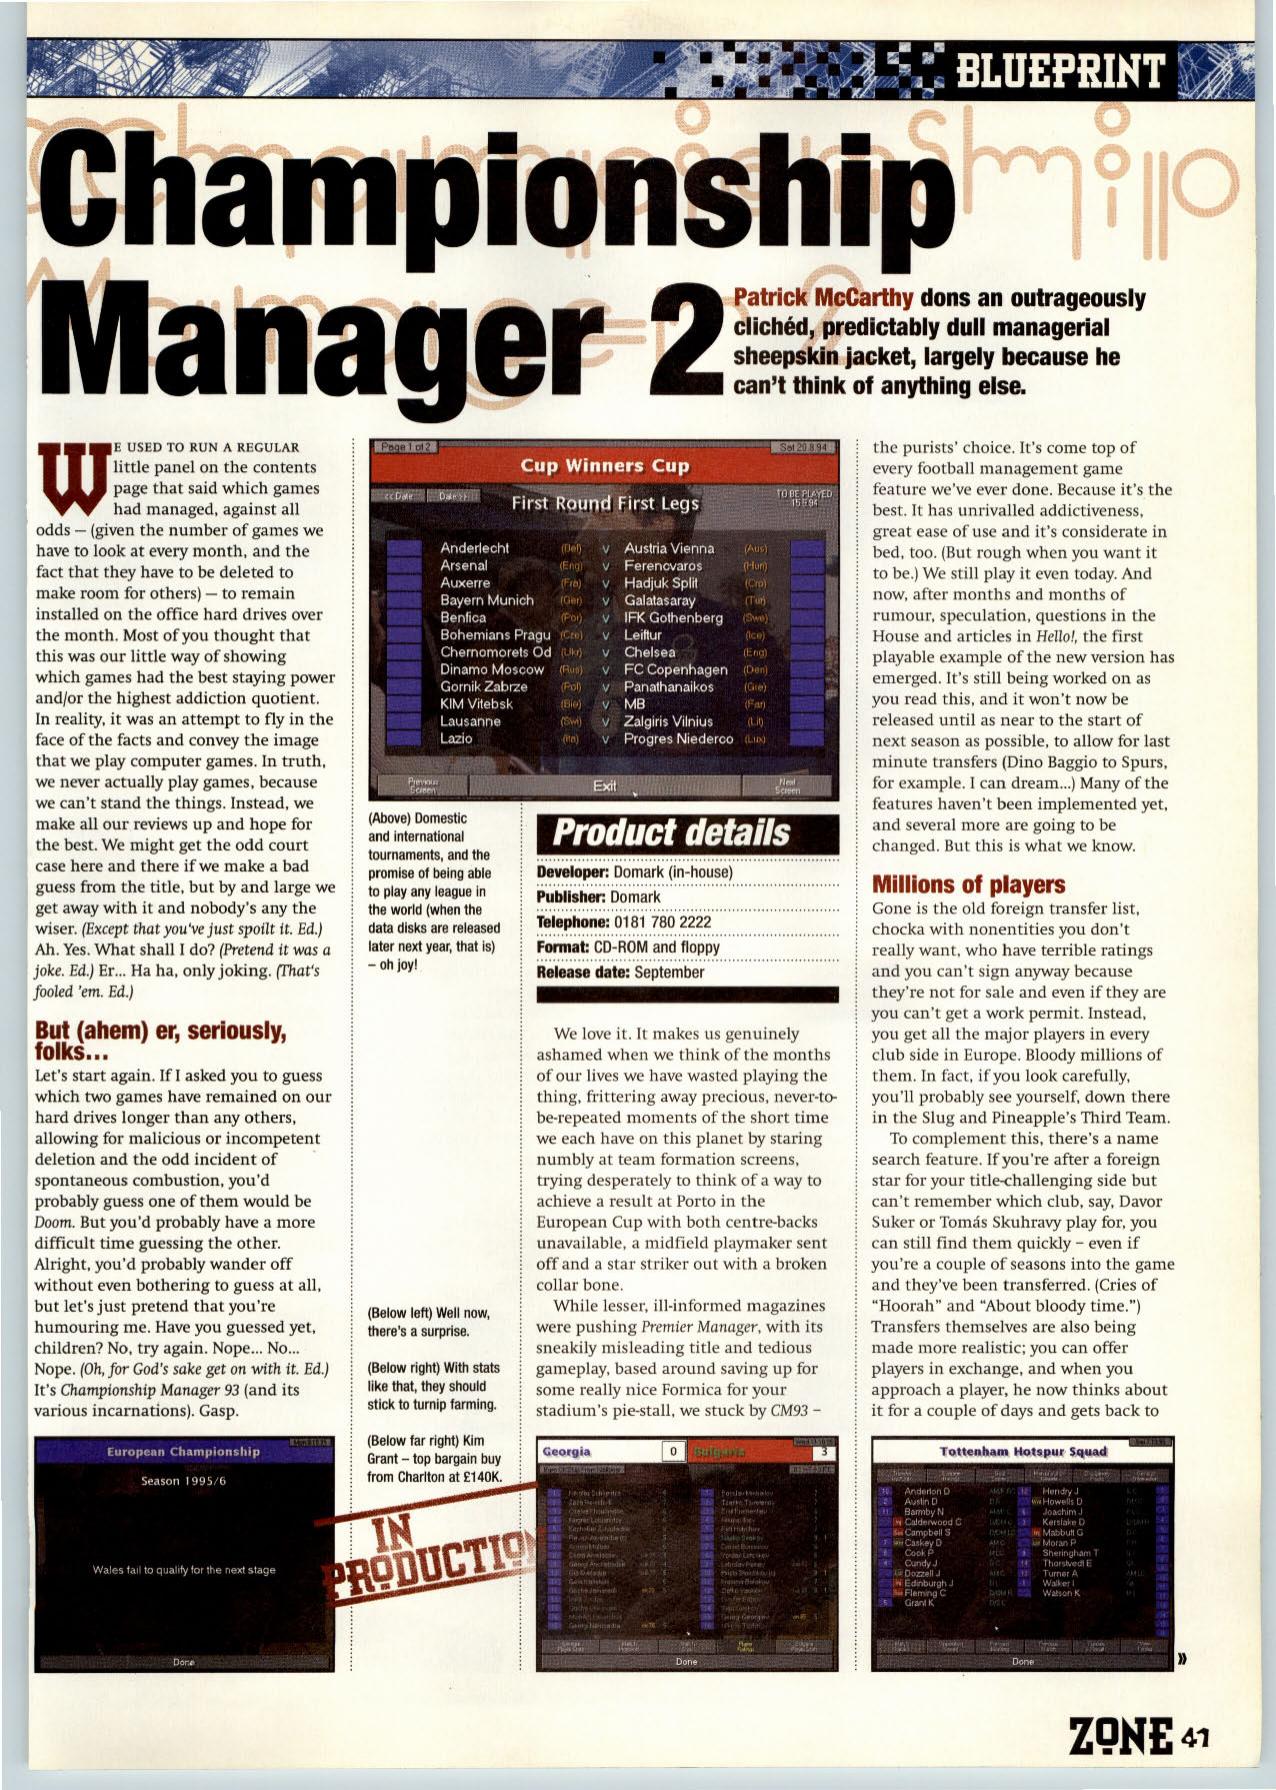 BLUEPRINT
Championship
Manager 2
Patrick McCarthy dons an outrageously
clichéd, predictably dull managerial
sheepskin jacket, largely because he
can't think of anything else.
WE USED TO RUN A REGULAR
little panel on the contents
page that said which games
had managed, against all
odds – (given the number of games we
have to look at every month, and the
fact that they have to be deleted to
make room for others) – to remain
installed on the office hard drives over
the month. Most of you thought that
this was our little way of showing
which games had the best staying power
and/or the highest addiction quotient.
In reality, it was an attempt to fly in the
face of the facts and convey the image
that we play computer games. In truth,
we never actually play games, because
we can't stand the things. Instead, we
make all our reviews up and hope for
the best. We might get the odd court
case here and there if we make a bad
guess from the title, but by and large we
get away with it and nobody's any the
wiser. (Except that you've just spoilt it. Ed.)
Ah. Yes. What shall I do? (Pretend it was a
joke. Ed.) Er... Ha ha, only joking. (That's
fooled 'em. Ed.)
But (ahem) er, seriously,
folks...
Let's start again. If I asked you to guess
which two games have remained on our
hard drives longer than any others,
allowing for malicious or incompetent
deletion and the odd incident of
spontaneous combustion, you'd
probably guess one of them would be
Doom. But you'd probably have a more
difficult time guessing the other.
Alright, you'd probably wander off
without even bothering to guess at all,
but let's just pretend that you're
humouring me. Have you guessed yet,
children? No, try again. Nope... No...
Nope. (Oh, for God's sake get on with it. Ed.)
It's Championship Manager 93 (and its
various incarnations). Gasp.
European Championship
Season 1995/6
Wales fail to qualify for the next stage
Done
Page 1 of 2
Sat 20.8.94
Cup Winners Cup
<< Date Date >>
First Round First Legs
TO BE PLAYED
15.9.94
Anderlecht (Bel) v Austria Vienna (Aus)
Arsenal (Eng) v Ferencvaros (Hun)
Auxerre (Fra) v Hadjuk Split (Cro)
Bayern Munich (Ger) v Galatasaray (Tur)
Benfica (Por) v IFK Gothenberg (Swe)
Bohemians Pragu (Cze) v Leiftur (Ice)
Chernomorets Od (Ukr) v Chelsea (Eng)
Dinamo Moscow (Rus) v FC Copenhagen (Den)
Gornik Zabrze (Pol) v Panathanaikos (Gre)
KIM Vitebsk (Ble) v MB (Far)
Lausanne (Swi) v Zalgiris Vilnius (Lit)
Lazio (Ita) v Progres Niederco (Lux)
Previous
Screen
Exit
Next
Screen
(Above) Domestic
and international
tournaments, and the
promise of being able
to play any league in
the world (when the
data disks are released
later next year, that is)
– oh joy!
(Below left) Well now,
there's a surprise.
(Below right) With stats
like that, they should
stick to turnip farming.
(Below far right) Kim
Grant – top bargain buy
from Charlton at £140K.
IN
PRODUCTION
Product details
Developer: Domark (in-house)
Publisher: Domark
Telephone: 0181 780 2222
Format: CD-ROM and floppy
Release date: September
We love it. It makes us genuinely
ashamed when we think of the months
of our lives we have wasted playing the
thing, frittering away precious, never-to-
be-repeated moments of the short time
we each have on this planet by staring
numbly at team formation screens,
trying desperately to think of a way to
achieve a result at Porto in the
European Cup with both centre-backs
unavailable, a midfield playmaker sent
off and a star striker out with a broken
collar bone.
While lesser, ill-informed magazines
were pushing Premier Manager, with its
sneakily misleading title and tedious
gameplay, based around saving up for
some really nice Formica for your
stadium's pie-stall, we stuck by CM93 –
Georgia 0 Bulgaria 3
Done
the purists' choice. It's come top of
every football management game
feature we've ever done. Because it's the
best. It has unrivalled addictiveness,
great ease of use and it's considerate in
bed, too. (But rough when you want it
to be.) We still play it even today. And
now, after months and months of
rumour, speculation, questions in the
House and articles in Hello!, the first
playable example of the new version has
emerged. It's still being worked on as
you read this, and it won't now be
released until as near to the start of
next season as possible, to allow for last
minute transfers (Dino Baggio to Spurs,
for example. I can dream...) Many of the
features haven't been implemented yet,
and several more are going to be
changed. But this is what we know.
Millions of players
Gone is the old foreign transfer list,
chocka with nonentities you don't
really want, who have terrible ratings
and you can't sign anyway because
they're not for sale and even if they are
you can't get a work permit. Instead,
you get all the major players in every
club side in Europe. Bloody millions of
them. In fact, if you look carefully,
you'll probably see yourself, down there
in the Slug and Pineapple's Third Team.
To complement this, there's a name
search feature. If you're after a foreign
star for your title-challenging side but
can't remember which club, say, Davor
Suker or Tomás Skuhravy play for, you
can still find them quickly – even if
you're a couple of seasons into the game
and they've been transferred. (Cries of
"Hoorah" and "About bloody time.")
Transfers themselves are also being
made more realistic; you can offer
players in exchange, and when you
approach a player, he now thinks about
it for a couple of days and gets back to
Tottenham Hotspur Squad
Anderton D Hendry J
Austin D Howells D
Barmby N Joachim J
Calderwood C Kerslake D
Campbell S Mabbutt G
Caskey D Moran P
Cook P Sheringham T
Cundy J Thorstvedt E
Dozzell J Turner A
Edinburgh J Walker I
Fleming C Watson K
Grant K
Done
»
ZONE 41